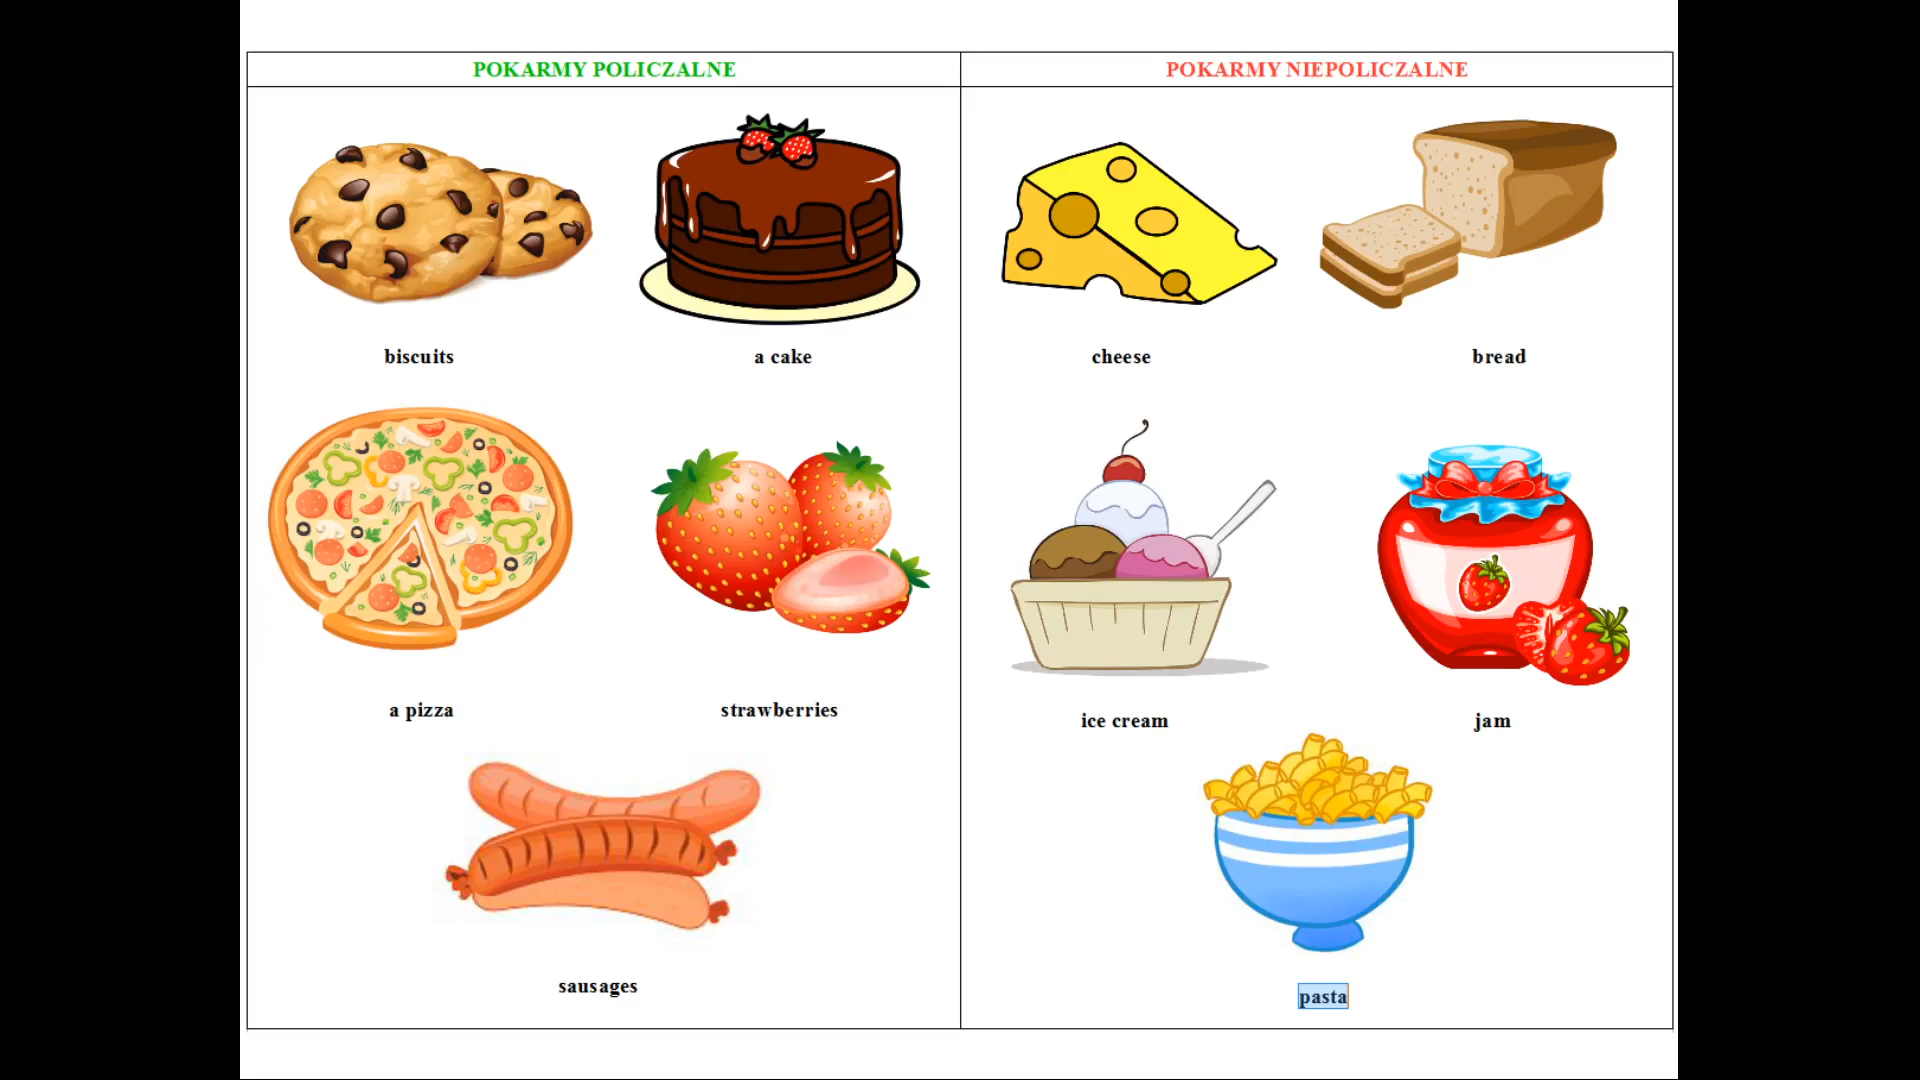 POKARMY POLICZALNE
POKARMY NIEPOLICZALNE
biscuits
a cake
cheese
bread
a pizza
strawberries
ice cream
jam
sausages
pasta